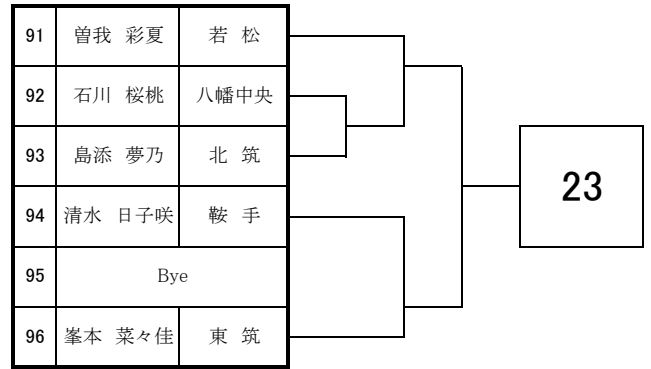 91 曽我 彩夏 若 松
92 石川 桜桃 八幡中央
93 島添 夢乃 北 筑
94 清水 日子咲 鞍 手
95 Bye
96 峯本 菜々佳 東 筑
23